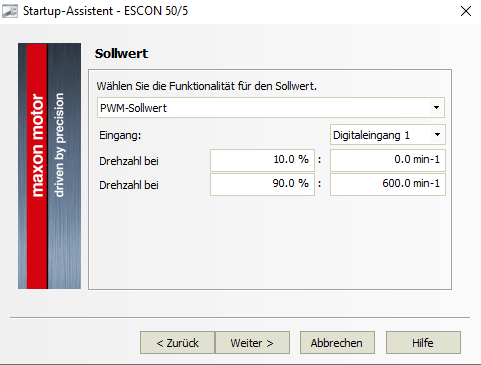 Startup-Assistent - ESCON 50/5
maxon motor
driven by precision
Sollwert
Wählen Sie die Funktionalität für den Sollwert.
PWM-Sollwert
Eingang: Digitaleingang 1
Drehzahl bei 10.0 % : 0.0 min-1
Drehzahl bei 90.0 % : 600.0 min-1
< Zurück Weiter > Abbrechen Hilfe